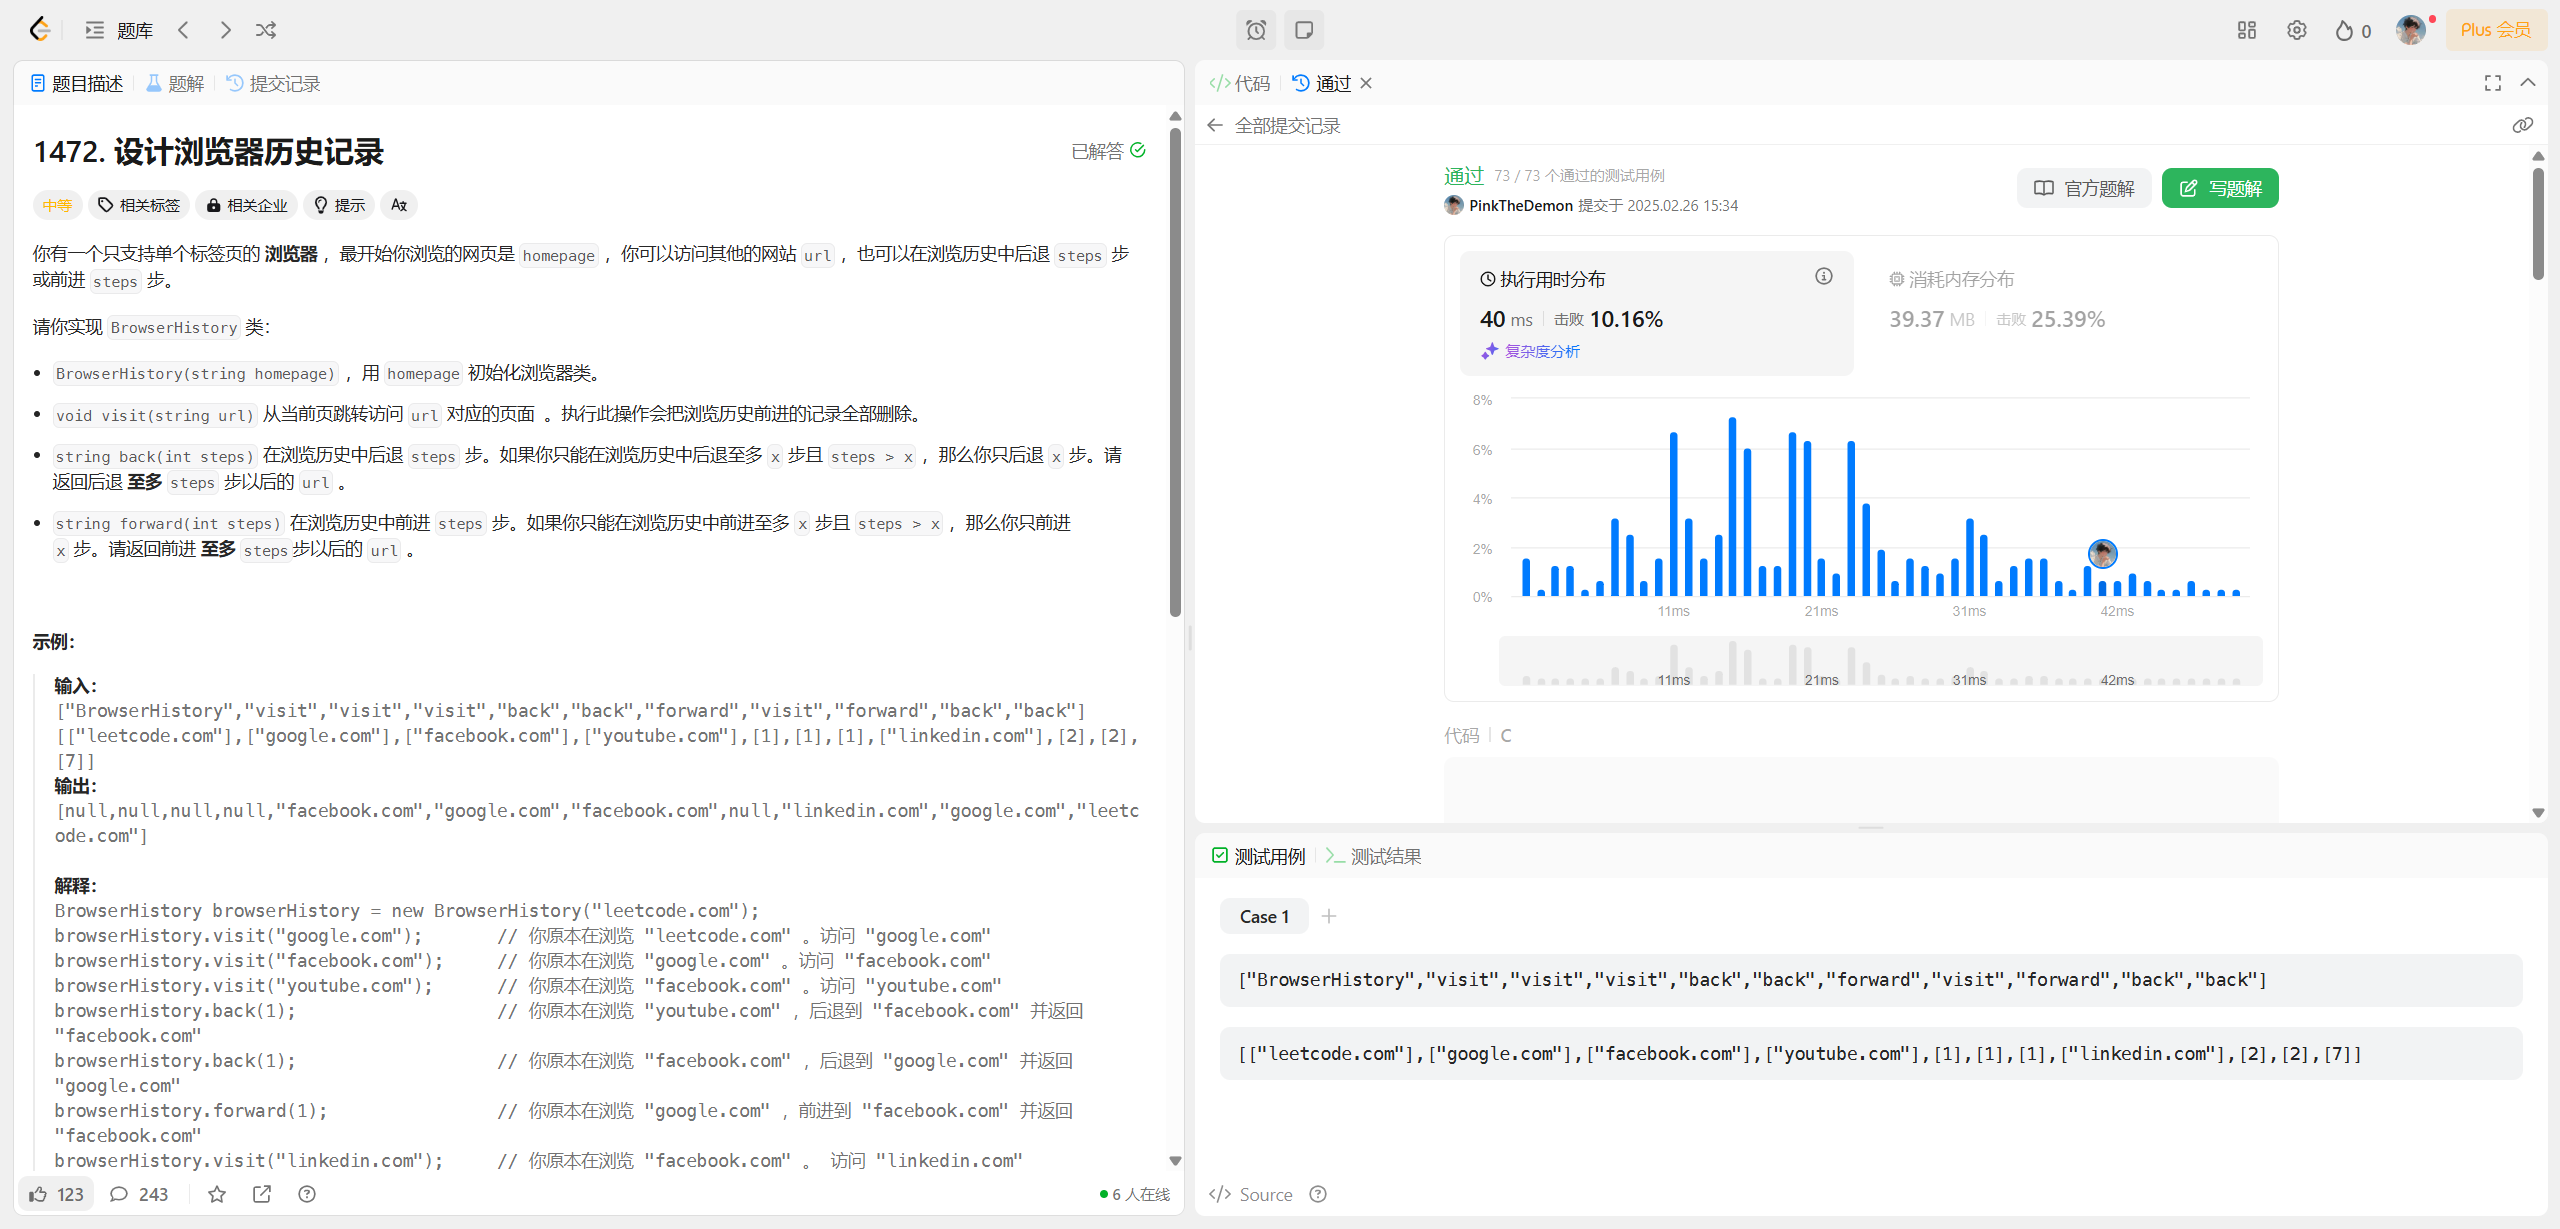 题库
0
Plus 会员
题目描述
题解
提交记录
1472. 设计浏览器历史记录
已解答
中等
相关标签
相关企业
提示
你有一个只支持单个标签页的 浏览器 ，最开始你浏览的网页是 homepage ，你可以访问其他的网站 url ，也可以在浏览历史中后退 steps 步
或前进 steps 步。
请你实现 BrowserHistory 类：
BrowserHistory(string homepage) ，用 homepage 初始化浏览器类。
void visit(string url) 从当前页跳转访问 url 对应的页面 。执行此操作会把浏览历史前进的记录全部删除。
string back(int steps) 在浏览历史中后退 steps 步。如果你只能在浏览历史中后退至多 x 步且 steps > x ，那么你只后退 x 步。请
返回后退 至多 steps 步以后的 url 。
string forward(int steps) 在浏览历史中前进 steps 步。如果你只能在浏览历史中前进至多 x 步且 steps > x ，那么你只前进
x 步。请返回前进 至多 steps步以后的 url 。
示例：
输入：
["BrowserHistory","visit","visit","visit","back","back","forward","visit","forward","back","back"]
[["leetcode.com"],["google.com"],["facebook.com"],["youtube.com"],[1],[1],[1],["linkedin.com"],[2],[2],
[7]]
输出：
[null,null,null,null,"facebook.com","google.com","facebook.com",null,"linkedin.com","google.com","leetc
ode.com"]
解释：
BrowserHistory browserHistory = new BrowserHistory("leetcode.com");
browserHistory.visit("google.com");       // 你原本在浏览 "leetcode.com" 。访问 "google.com"
browserHistory.visit("facebook.com");     // 你原本在浏览 "google.com" 。访问 "facebook.com"
browserHistory.visit("youtube.com");      // 你原本在浏览 "facebook.com" 。访问 "youtube.com"
browserHistory.back(1);                   // 你原本在浏览 "youtube.com" ，后退到 "facebook.com" 并返回
"facebook.com"
browserHistory.back(1);                   // 你原本在浏览 "facebook.com" ，后退到 "google.com" 并返回
"google.com"
browserHistory.forward(1);                // 你原本在浏览 "google.com" ，前进到 "facebook.com" 并返回
"facebook.com"
browserHistory.visit("linkedin.com");     // 你原本在浏览 "facebook.com" 。 访问 "linkedin.com"
123
243
6 人在线
代码
通过
全部提交记录
通过 73 / 73 个通过的测试用例
PinkTheDemon 提交于 2025.02.26 15:34
官方题解
写题解
执行用时分布
40 ms 击败 10.16%
复杂度分析
消耗内存分布
39.37 MB 击败 25.39%
8%
6%
4%
2%
0%
11ms 21ms 31ms 42ms
11ms 21ms 31ms 42ms
代码 C
测试用例
测试结果
Case 1
["BrowserHistory","visit","visit","visit","back","back","forward","visit","forward","back","back"]
[["leetcode.com"],["google.com"],["facebook.com"],["youtube.com"],[1],[1],[1],["linkedin.com"],[2],[2],[7]]
Source